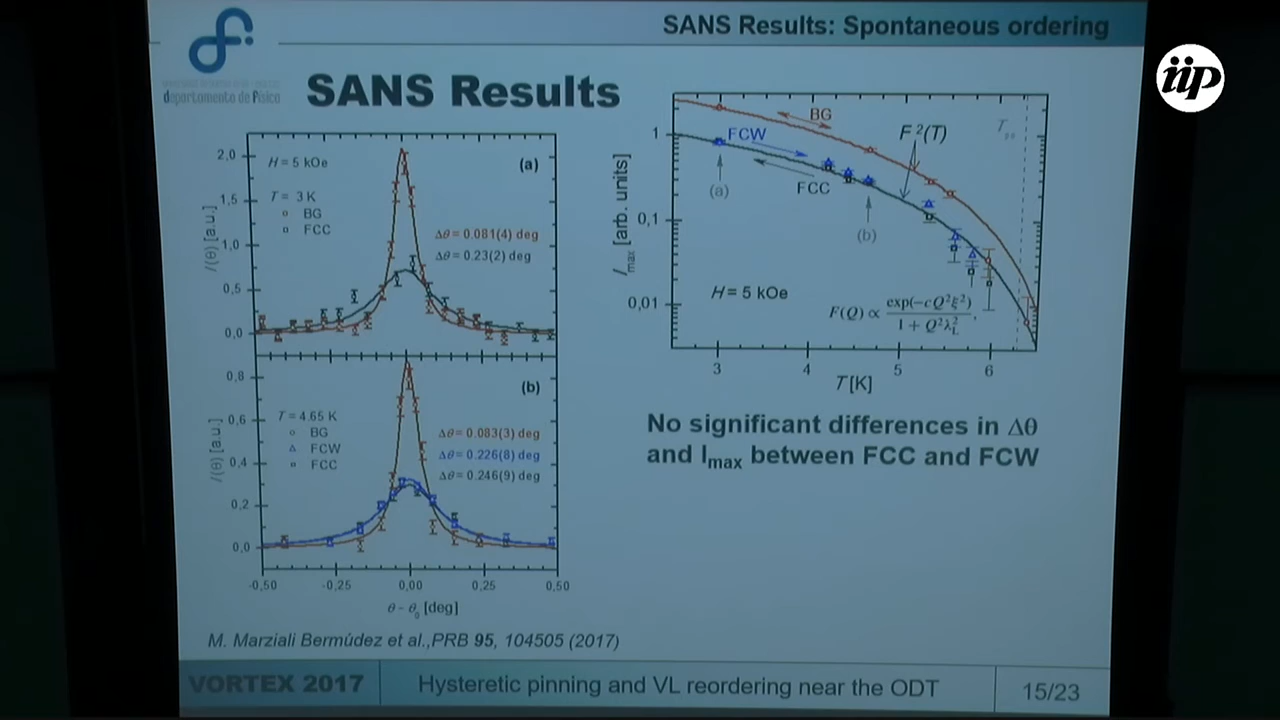 SANS Results: Spontaneous ordering
iip
departamento de física
SANS Results
2,0
1,5
1,0
0,5
0,0
I(θ) [a.u.]
H = 5 kOe
(a)
T = 3 K
BG
FCC
Δθ = 0.081(4) deg
Δθ = 0.23(2) deg
0,8
0,6
0,4
0,2
0,0
I(θ) [a.u.]
(b)
T = 4.65 K
BG
FCW
FCC
Δθ = 0.083(3) deg
Δθ = 0.226(8) deg
Δθ = 0.246(9) deg
-0,50 -0,25 0,00 0,25 0,50
θ - θ₀ [deg]
1
0,1
0,01
Imax [arb. units]
BG
FCW
F²(T)
FCC
(a)
(b)
H = 5 kOe
F(Q) ∝ exp(−cQ²ξ²) / 1 + Q²λ²L
3 4 5 6
T [K]
No significant differences in Δθ
and Imax between FCC and FCW
M. Marziali Bermúdez et al.,PRB 95, 104505 (2017)
VORTEX 2017
Hysteretic pinning and VL reordering near the ODT
15/23